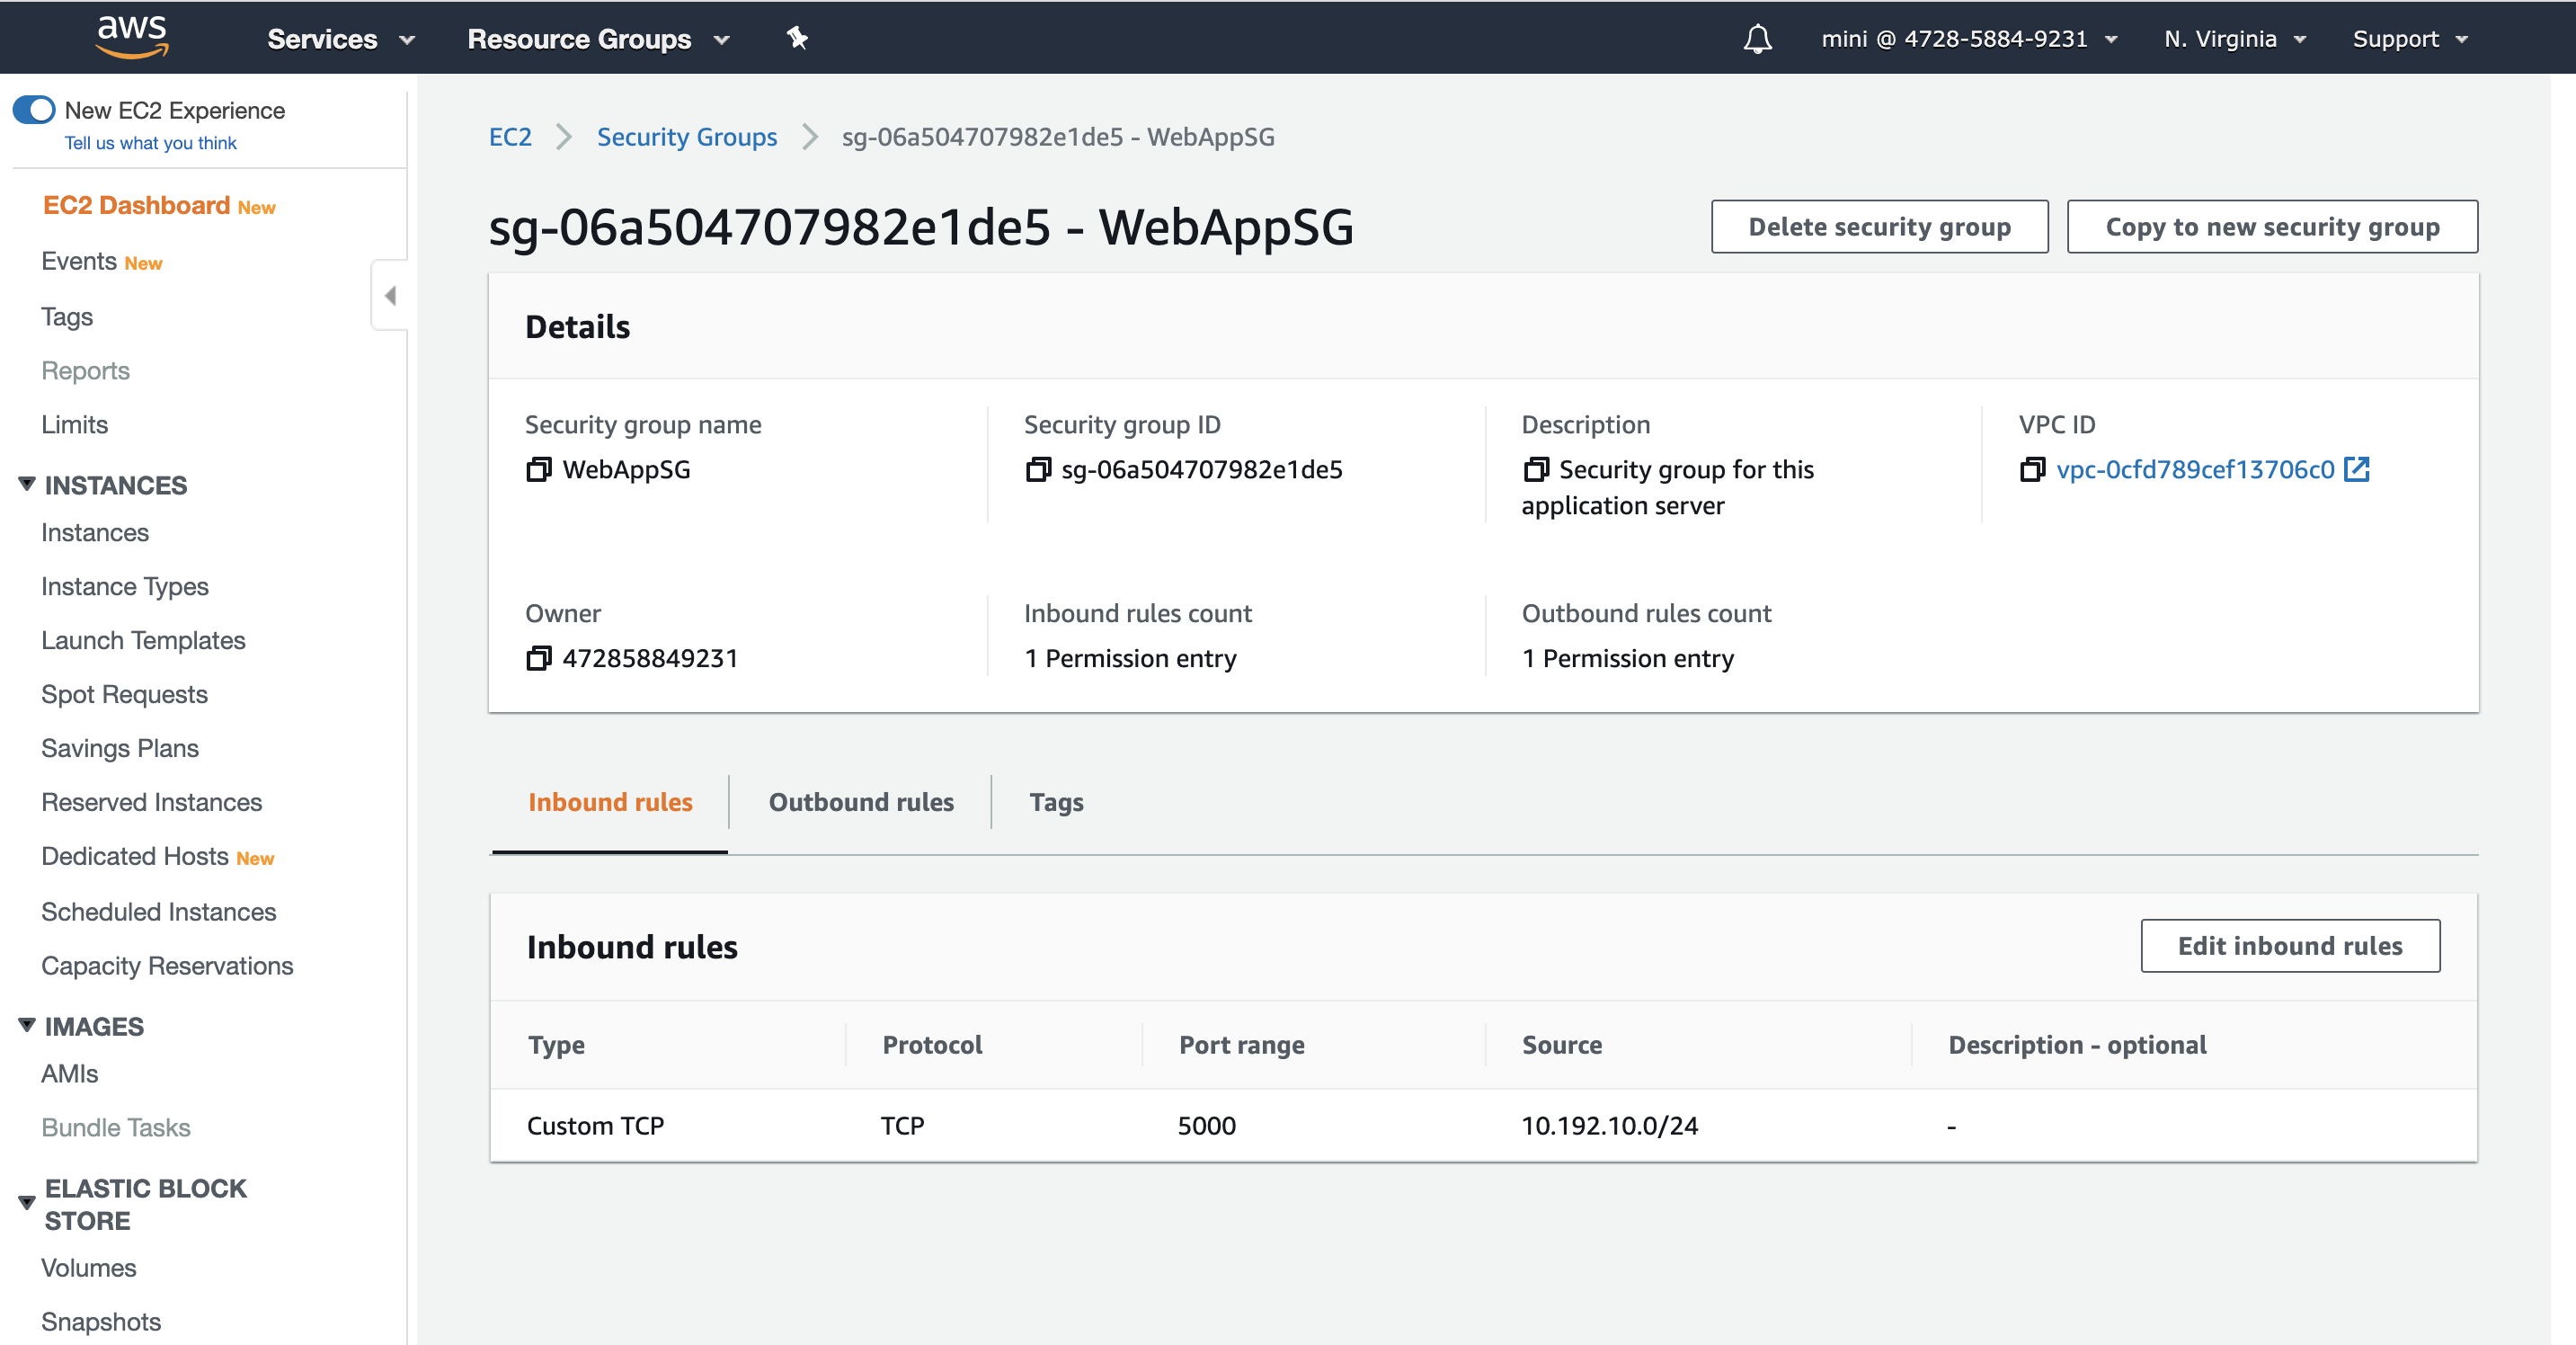 aws Services Resource Groups mini @ 4728-5884-9231 N. Virginia Support
New EC2 Experience
Tell us what you think
EC2 Dashboard New
Events New
Tags
Reports
Limits
INSTANCES
Instances
Instance Types
Launch Templates
Spot Requests
Savings Plans
Reserved Instances
Dedicated Hosts New
Scheduled Instances
Capacity Reservations
IMAGES
AMIs
Bundle Tasks
ELASTIC BLOCK
STORE
Volumes
Snapshots
EC2 Security Groups sg-06a504707982e1de5 - WebAppSG
sg-06a504707982e1de5 - WebAppSG
Delete security group Copy to new security group
Details
Security group name Security group ID Description VPC ID
WebAppSG sg-06a504707982e1de5 Security group for this vpc-0cfd789cef13706c0
application server
Owner Inbound rules count Outbound rules count
472858849231 1 Permission entry 1 Permission entry
Inbound rules Outbound rules Tags
Inbound rules Edit inbound rules
Type Protocol Port range Source Description - optional
Custom TCP TCP 5000 10.192.10.0/24 -